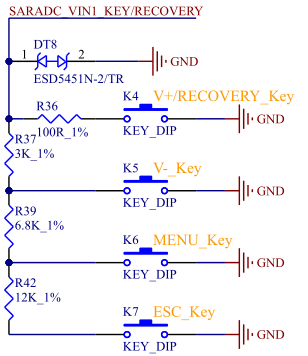 SARADC_VIN1_KEY/RECOVERY
DT8
1 2
GND
ESD5451N-2/TR
R36
K4 V+/RECOVERY_Key
100R_1%
GND
KEY_DIP
R37
3K_1%
K5 V-_Key
GND
KEY_DIP
R39
6.8K_1%
K6 MENU_Key
GND
KEY_DIP
R42
12K_1%
K7 ESC_Key
GND
KEY_DIP